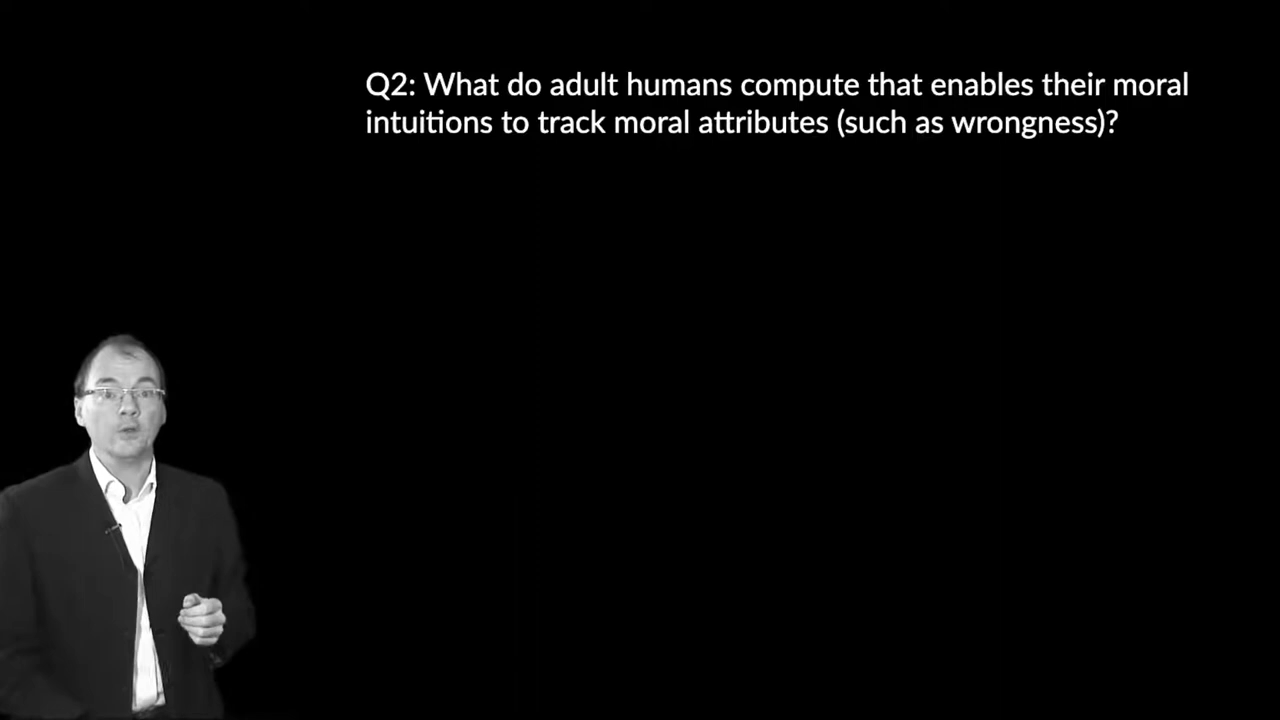 Q2: What do adult humans compute that enables their moral
intuitions to track moral attributes (such as wrongness)?